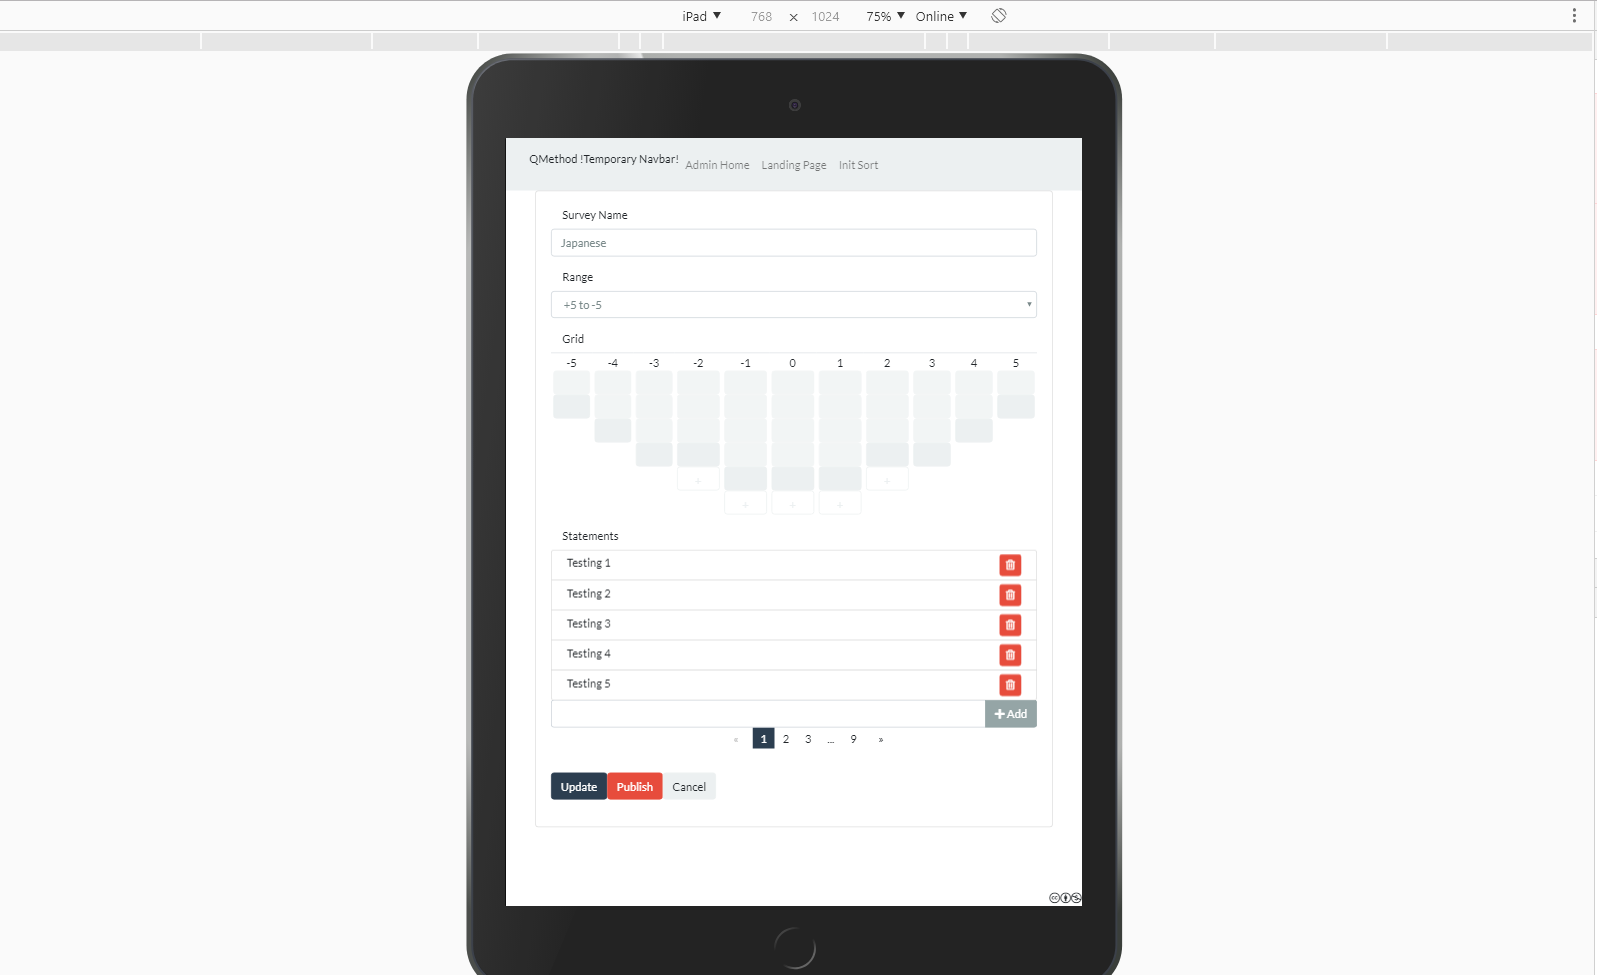 iPad ▼ 768 × 1024 75% ▼ Online ▼
QMethod !Temporary Navbar! Admin Home Landing Page Init Sort
Survey Name
Japanese
Range
+5 to -5
Grid
-5 -4 -3 -2 -1 0 1 2 3 4 5
+ +
+ + +
Statements
Testing 1
Testing 2
Testing 3
Testing 4
Testing 5
+ Add
« 1 2 3 ... 9 »
Update Publish Cancel